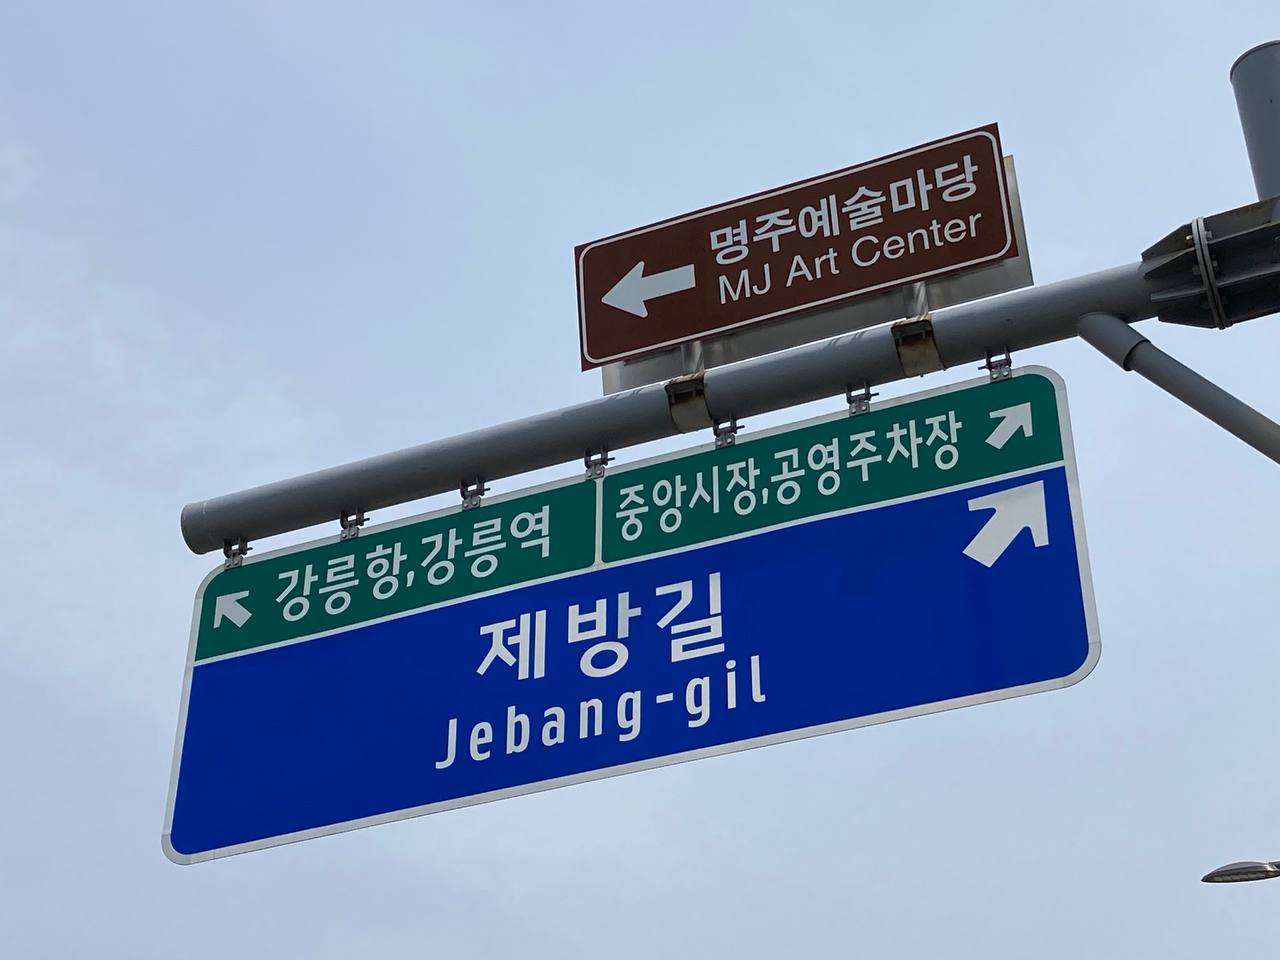 명주예술마당
MJ Art Center
강릉항,강릉역
중앙시장,공영주차장
제방길
Jebang-gil